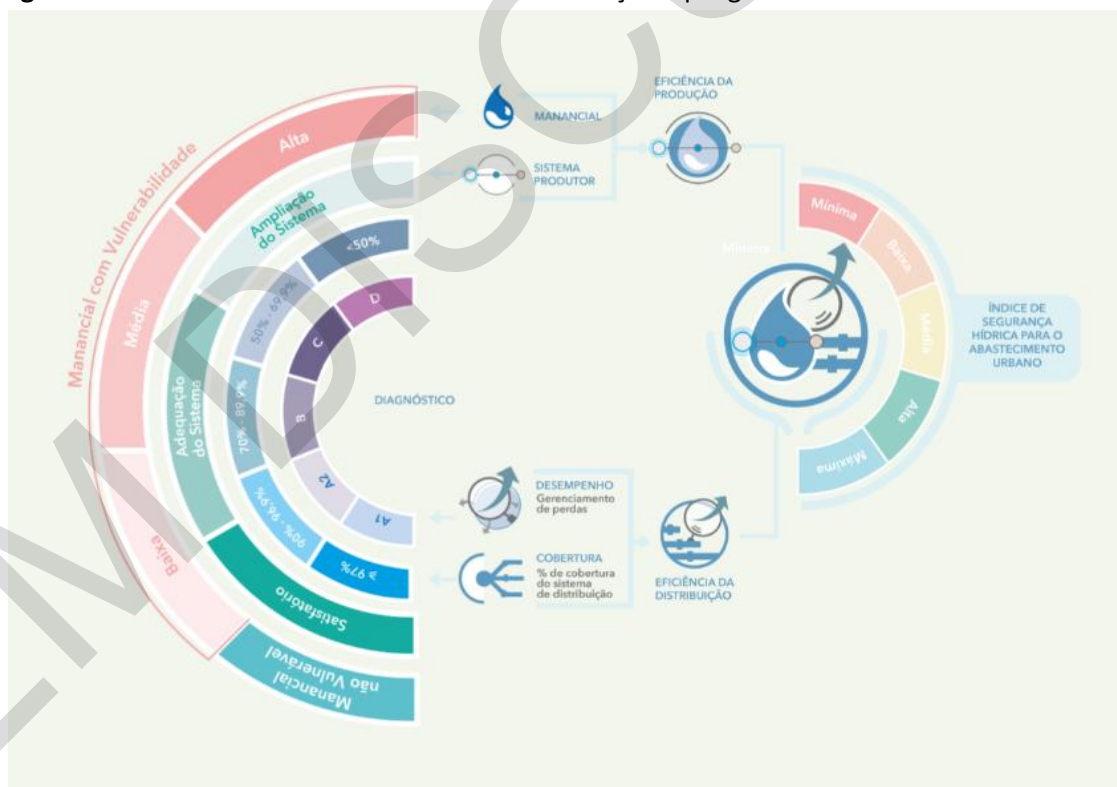 Manancial com Vulnerabilidade
Alta
Média
Baixa
Manancial
não Vulnerável
Ampliação
do Sistema
Adequação
do Sistema
Satisfatório
<50%
50% - 69,9%
70% - 89,9%
90% - 96,9%
≥ 97%
D
C
B
A2
A1
DIAGNÓSTICO
MANANCIAL
SISTEMA
PRODUTOR
EFICIÊNCIA DA
PRODUÇÃO
DESEMPENHO
Gerenciamento
de perdas
COBERTURA
% de cobertura
do sistema
de distribuição
EFICIÊNCIA DA
DISTRIBUIÇÃO
Mínima
Mínima
Baixa
Média
Alta
Máxima
ÍNDICE DE
SEGURANÇA
HÍDRICA PARA O
ABASTECIMENTO
URBANO